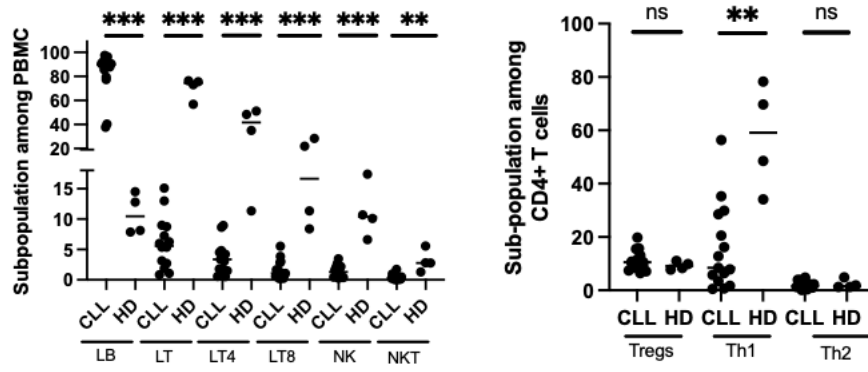 *** *** *** *** *** **
Subpopulation among PBMC
100
80
60
40
20
15
10
5
0
CLL HD CLL HD CLL HD CLL HD CLL HD CLL HD
LB LT LT4 LT8 NK NKT
ns ** ns
Sub-population among
CD4+ T cells
100
80
60
40
20
0
CLL HD CLL HD CLL HD
Tregs Th1 Th2